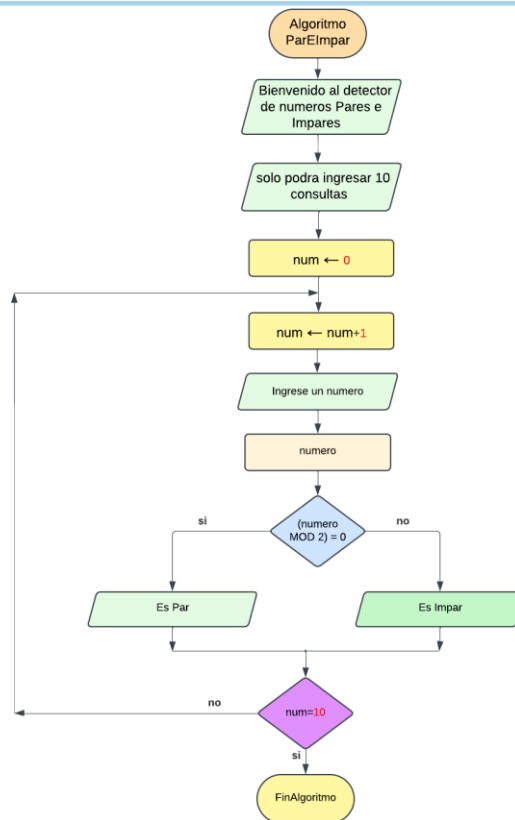 Algoritmo
ParEImpar
Bienvenido al detector
de numeros Pares e
Impares
solo podra ingresar 10
consultas
num ← 0
num ← num+1
Ingrese un numero
numero
(numero
MOD 2) = 0
si
no
Es Par
Es Impar
num=10
no
si
FinAlgoritmo